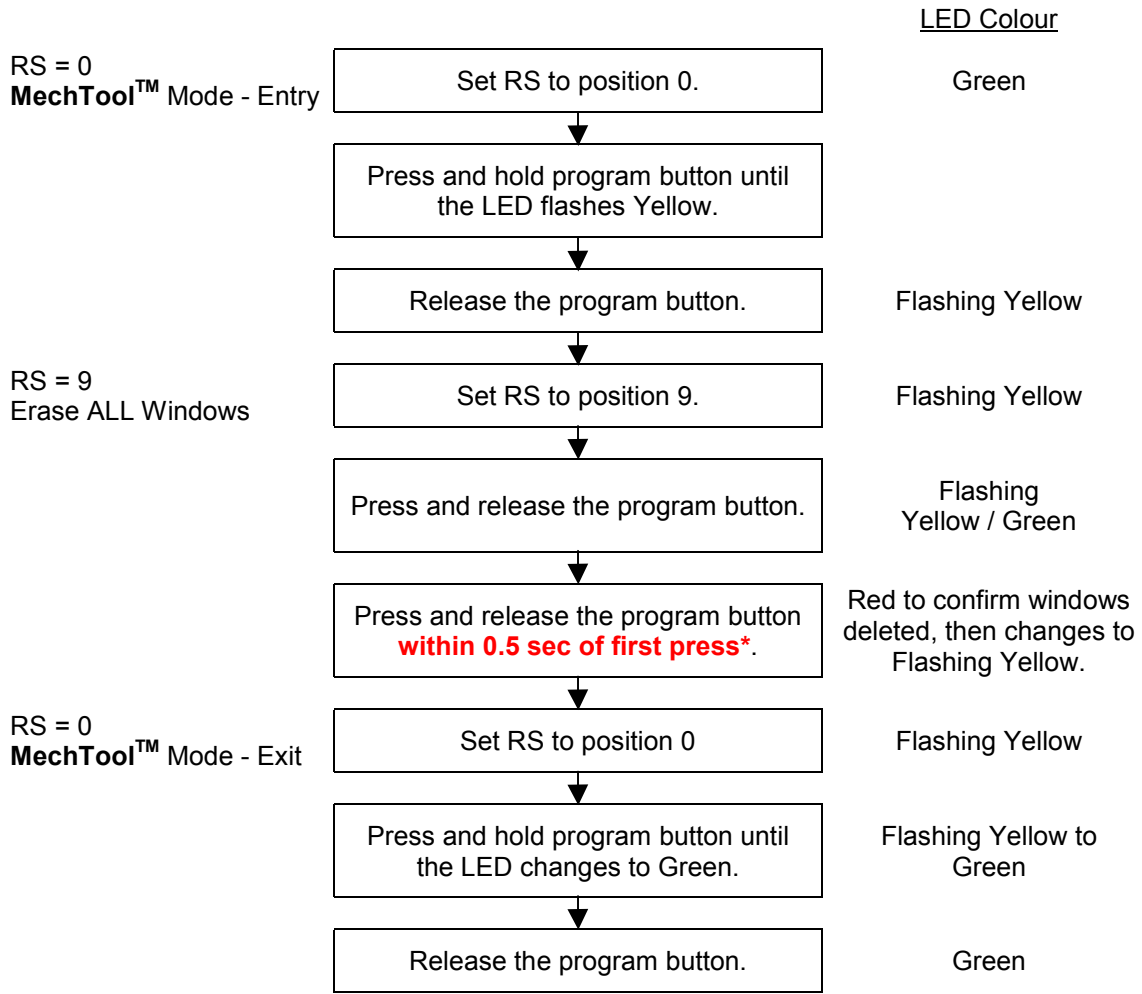 LED Colour
RS = 0
MechTool™ Mode - Entry
Set RS to position 0.
Green
Press and hold program button until
the LED flashes Yellow.
Release the program button.
Flashing Yellow
RS = 9
Erase ALL Windows
Set RS to position 9.
Flashing Yellow
Press and release the program button.
Flashing
Yellow / Green
Press and release the program button
within 0.5 sec of first press*.
Red to confirm windows
deleted, then changes to
Flashing Yellow.
RS = 0
MechTool™ Mode - Exit
Set RS to position 0
Flashing Yellow
Press and hold program button until
the LED changes to Green.
Flashing Yellow to
Green
Release the program button.
Green